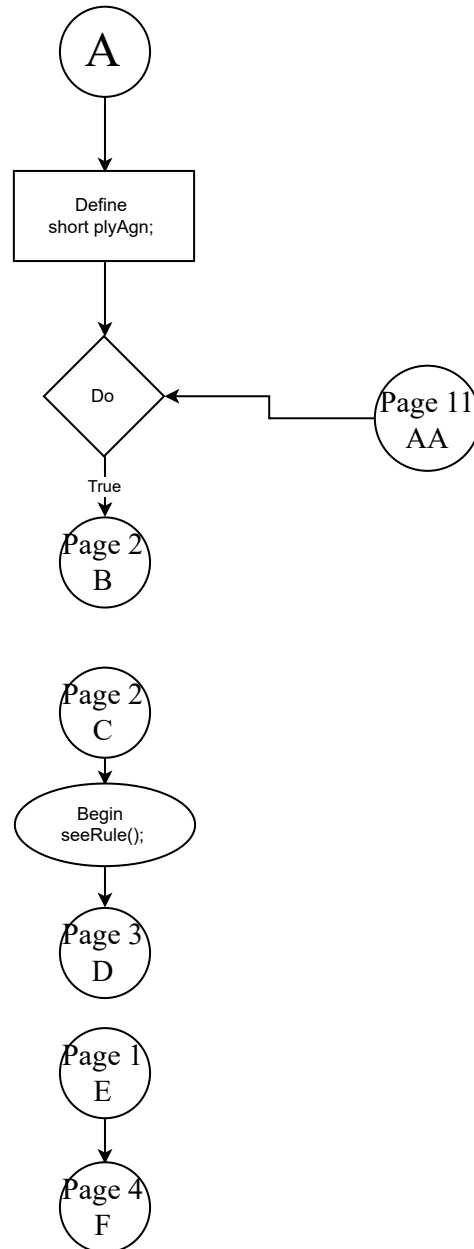 A
Define
short plyAgn;
Do
Page 11
AA
True
Page 2
B
Page 2
C
Begin
seeRule();
Page 3
D
Page 1
E
Page 4
F